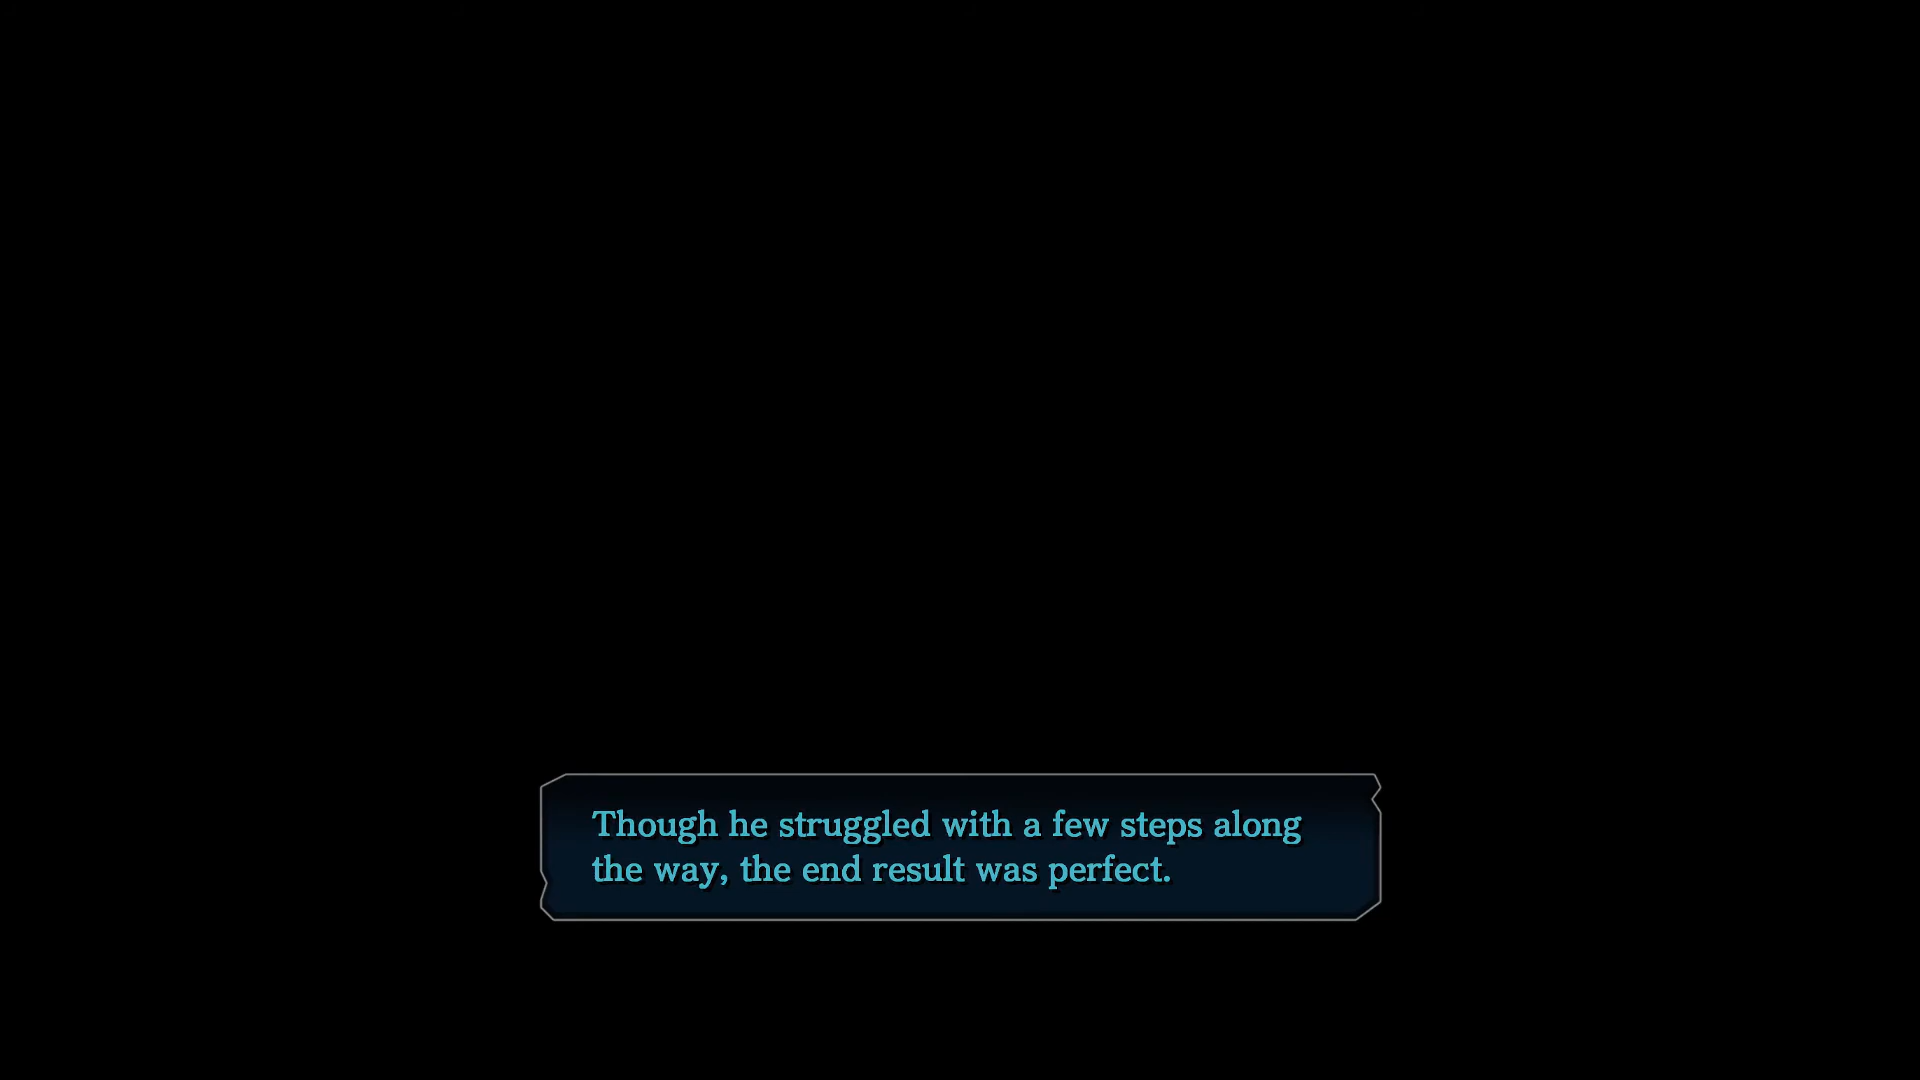 Though he struggled with a few steps along
the way, the end result was perfect.